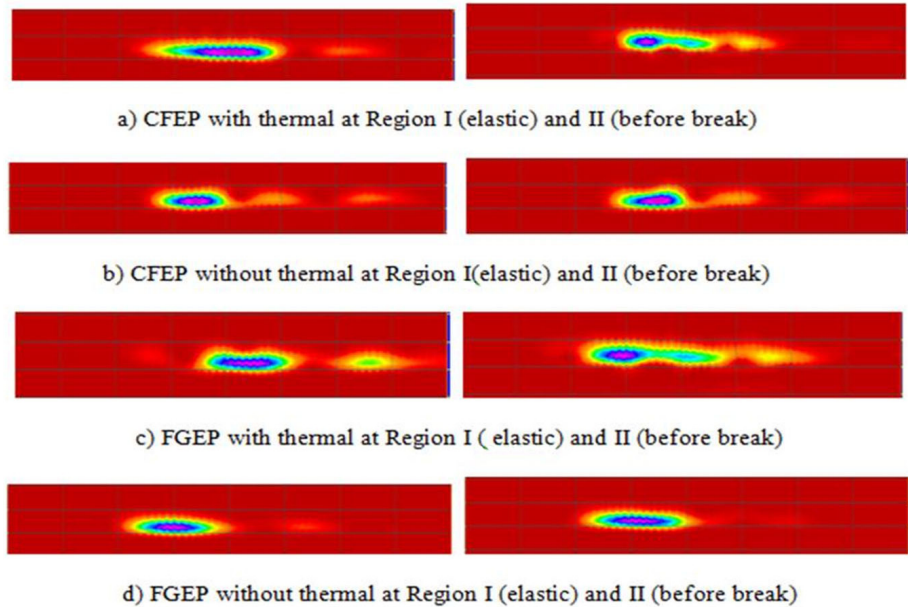 a) CFEP with thermal at Region I (elastic) and II (before break)
b) CFEP without thermal at Region I(elastic) and II (before break)
c) FGEP with thermal at Region I ( elastic) and II (before break)
d) FGEP without thermal at Region I (elastic) and II (before break)